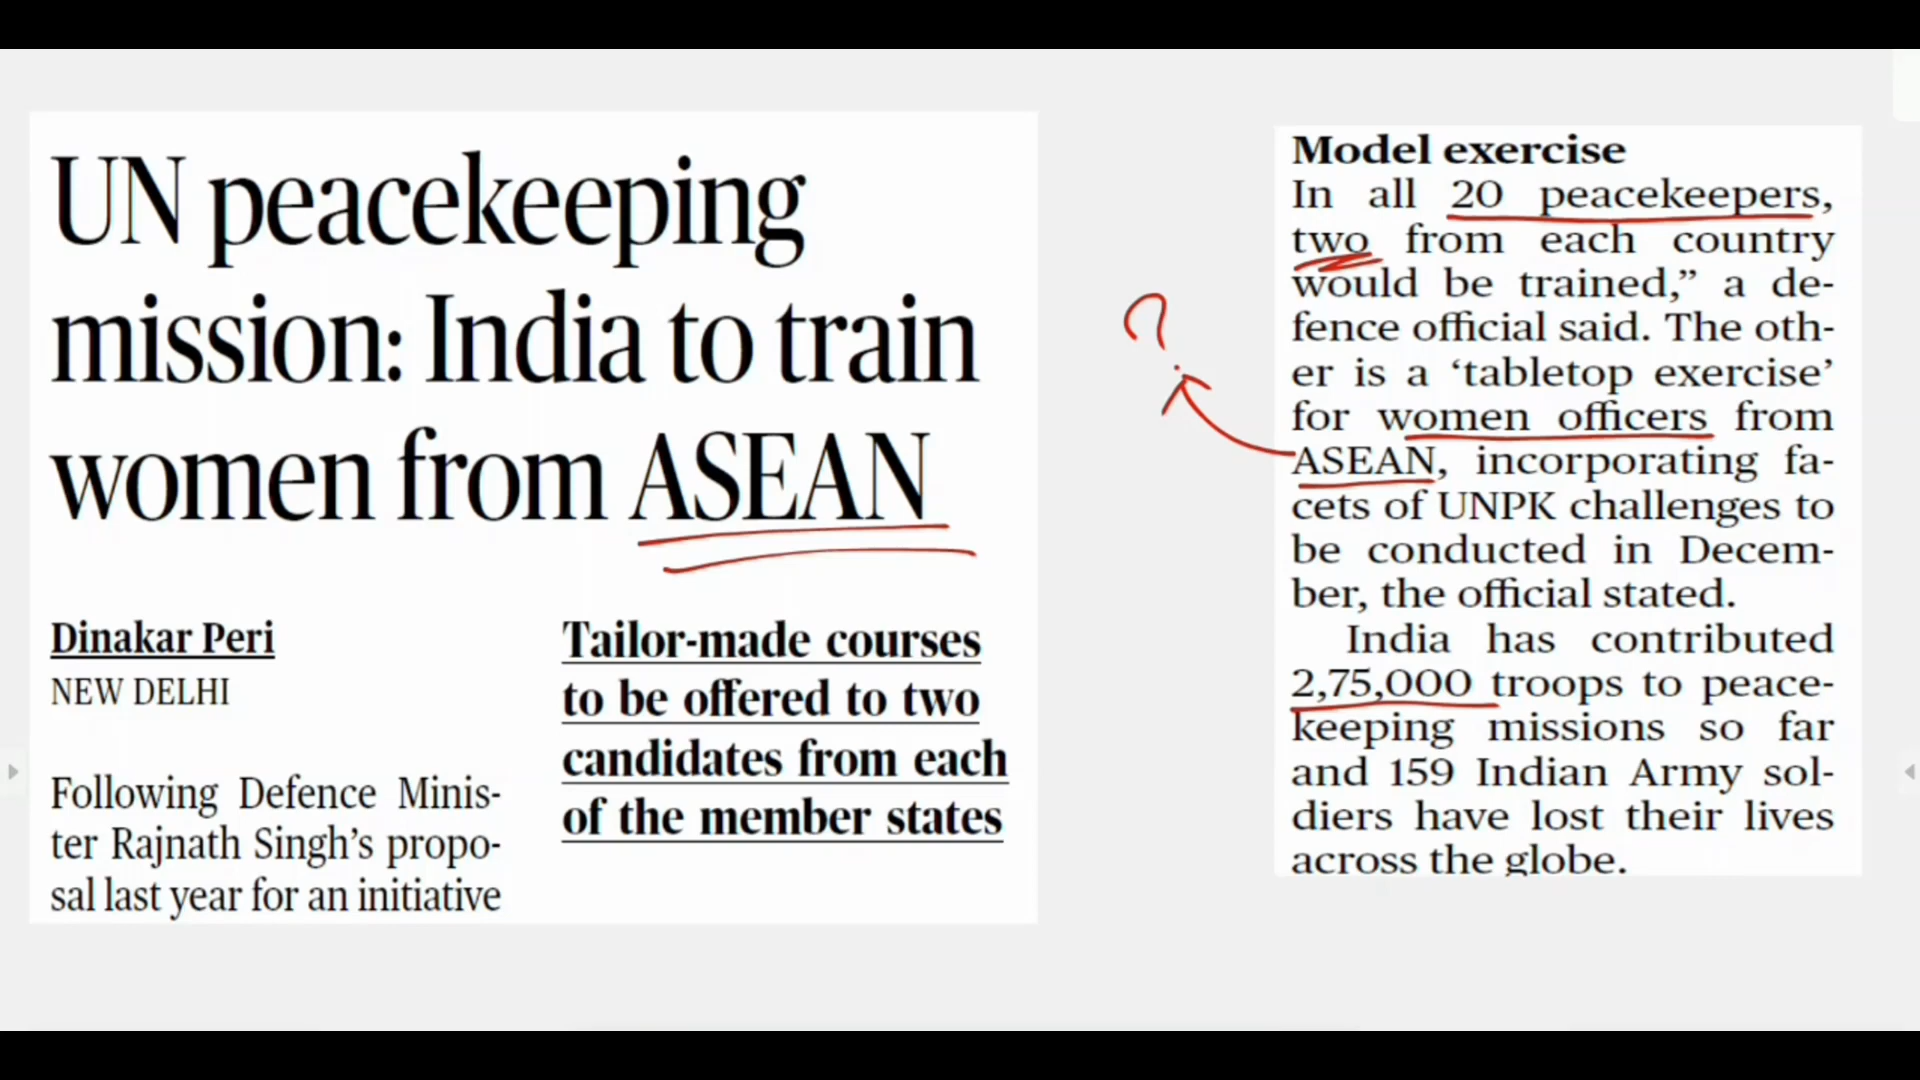 UN peacekeeping
mission: India to train
women from ASEAN
Dinakar Peri
NEW DELHI
Following Defence Minis-
ter Rajnath Singh's propo-
sal last year for an initiative
Tailor-made courses
to be offered to two
candidates from each
of the member states
?
Model exercise
In all 20 peacekeepers,
two from each country
would be trained,” a de-
fence official said. The oth-
er is a ‘tabletop exercise’
for women officers from
ASEAN, incorporating fa-
cets of UNPK challenges to
be conducted in Decem-
ber, the official stated.
India has contributed
2,75,000 troops to peace-
keeping missions so far
and 159 Indian Army sol-
diers have lost their lives
across the globe.